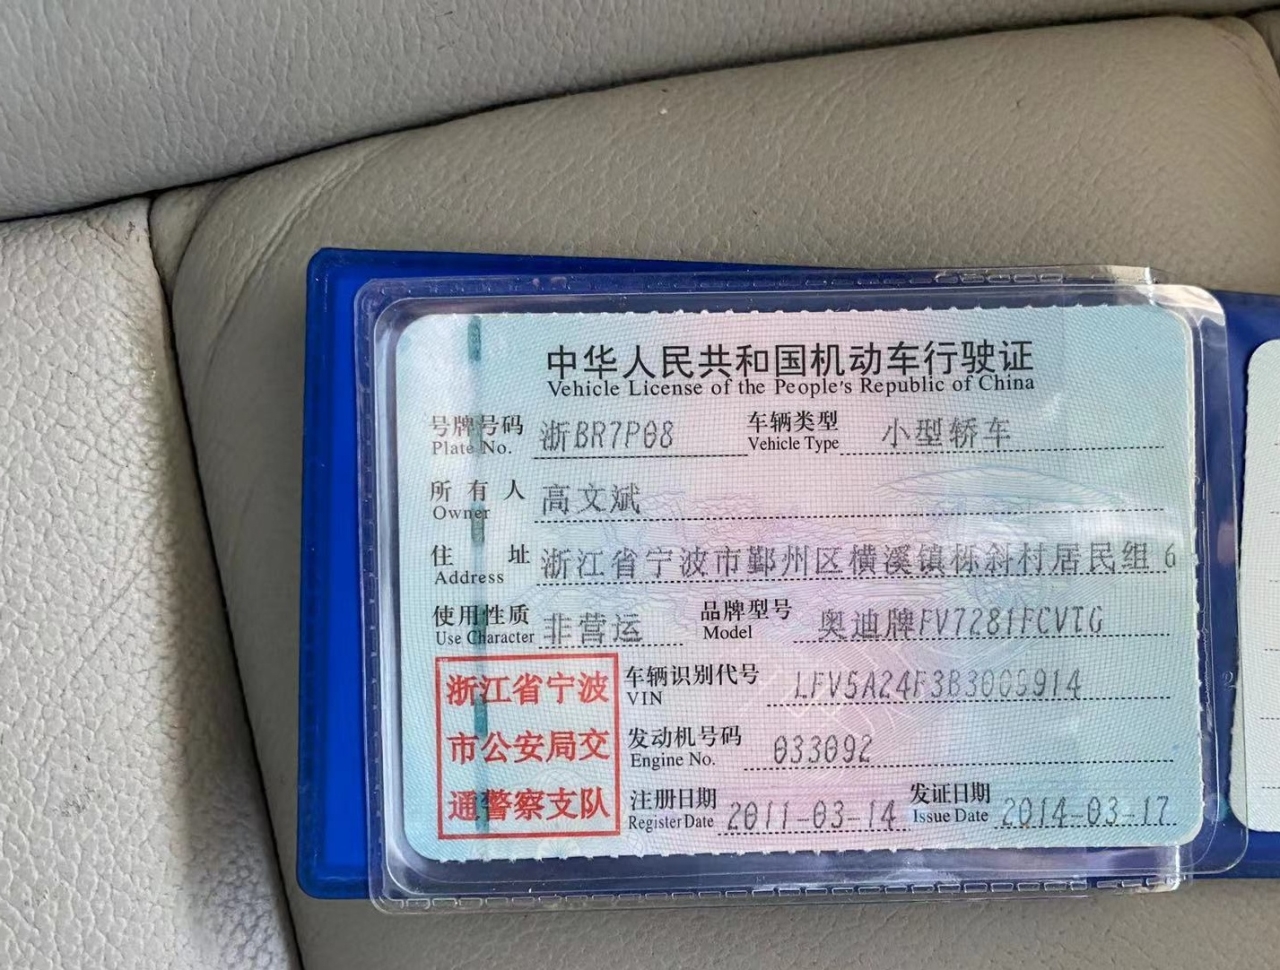 中华人民共和国机动车行驶证
Vehicle License of the People's Republic of China
号牌号码 浙BR7P08 车辆类型 小型轿车
Plate No. Vehicle Type
所有人 高文斌
Owner
住址 浙江省宁波市鄞州区横溪镇栎斜村居民组 6
Address
使用性质 非营运 品牌型号 奥迪牌FV7281FCVTG
Use Character Model
浙江省宁波
市公安局交
通警察支队
车辆识别代号 LFV5A24F3B3009914
VIN
发动机号码 033092
Engine No.
注册日期 2011-03-14 发证日期 2014-03-17
Register Date Issue Date